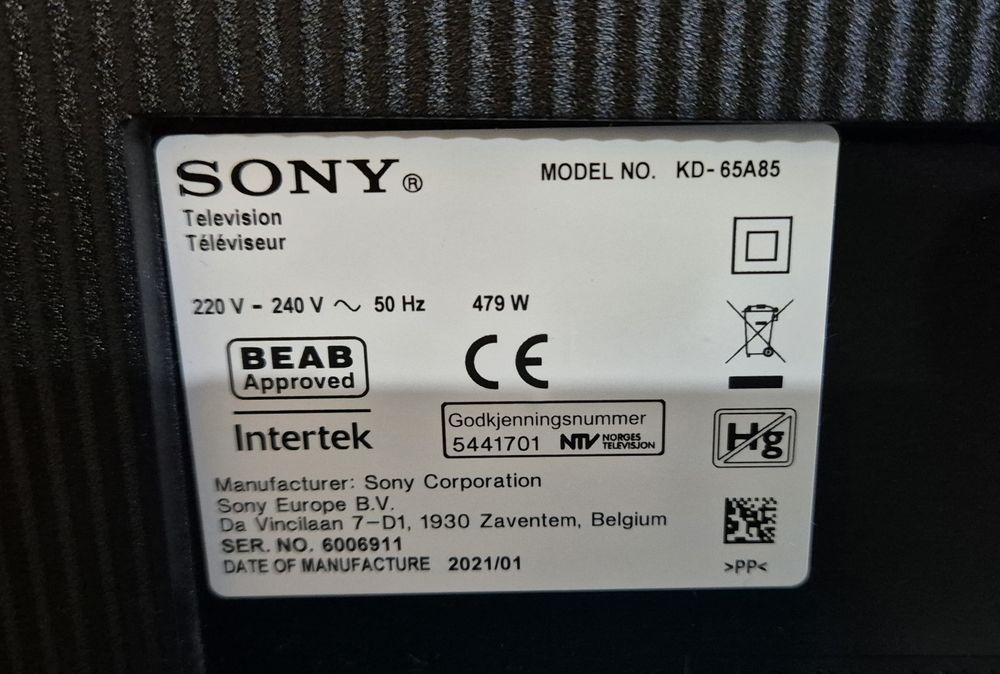 SONY®
MODEL NO. KD-65A85
Television
Téléviseur
220 V - 240 V ~ 50 Hz 479 W
BEAB
Approved
CE
Intertek
Godkjenningsnummer
5441701 NTV NORGES TELEVISJON
Hg
Manufacturer: Sony Corporation
Sony Europe B.V.
Da Vincilaan 7-D1, 1930 Zaventem, Belgium
SER. NO. 6006911
DATE OF MANUFACTURE 2021/01
>PP<